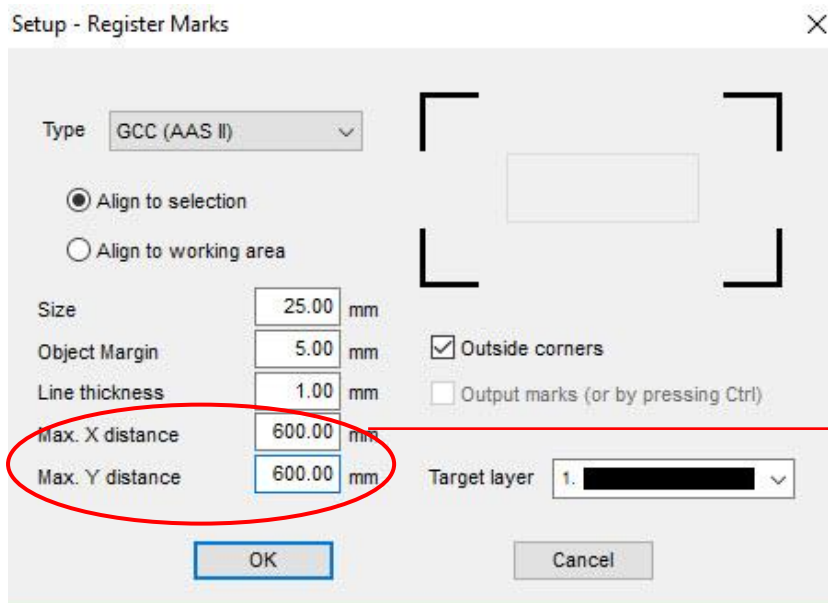 Setup - Register Marks
Type GCC (AAS II)
Align to selection
Align to working area
Size 25.00 mm
Object Margin 5.00 mm
Outside corners
Line thickness 1.00 mm
Output marks (or by pressing Ctrl)
Max. X distance 600.00 mm
Max. Y distance 600.00 mm
Target layer 1.
OK Cancel